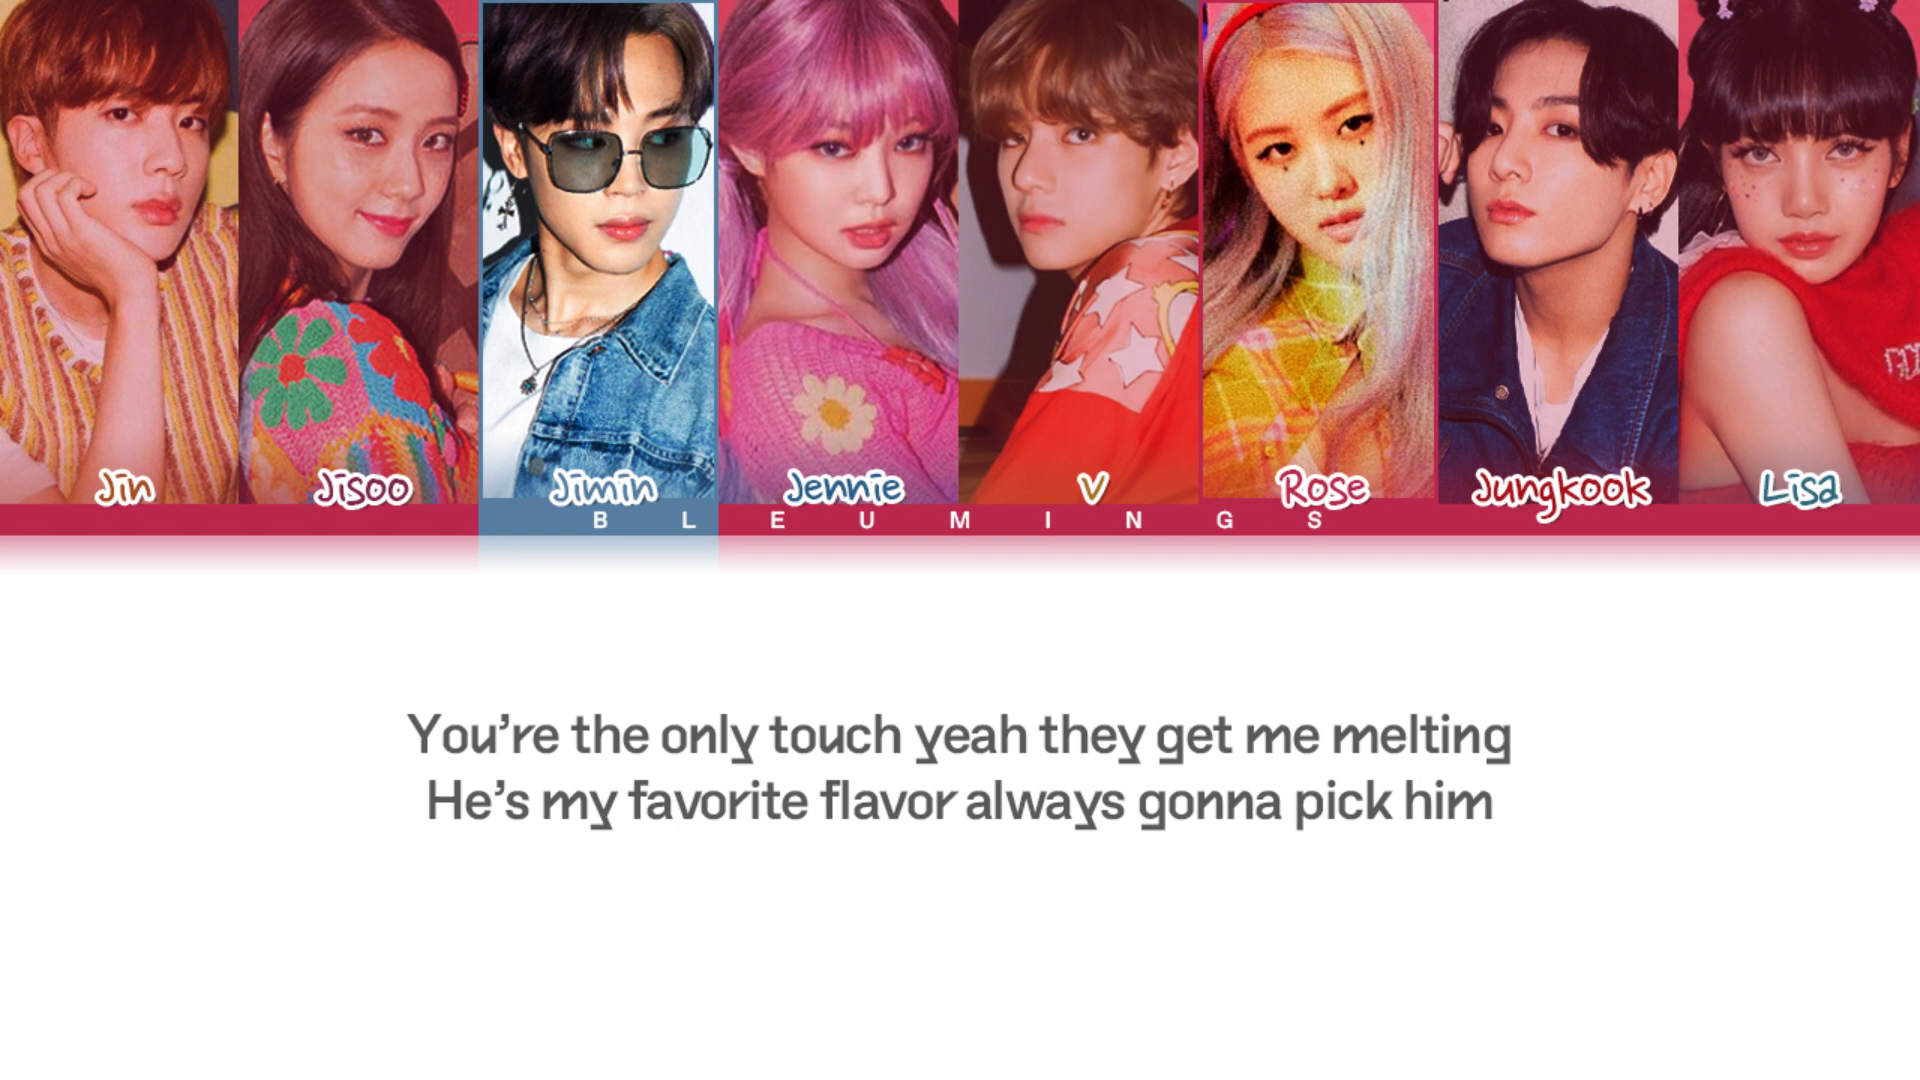 Jin Jisoo Jimin Jennie V Rose Jungkook Lisa
BLEUMINGS
You’re the only touch yeah they get me melting
He’s my favorite flavor always gonna pick him